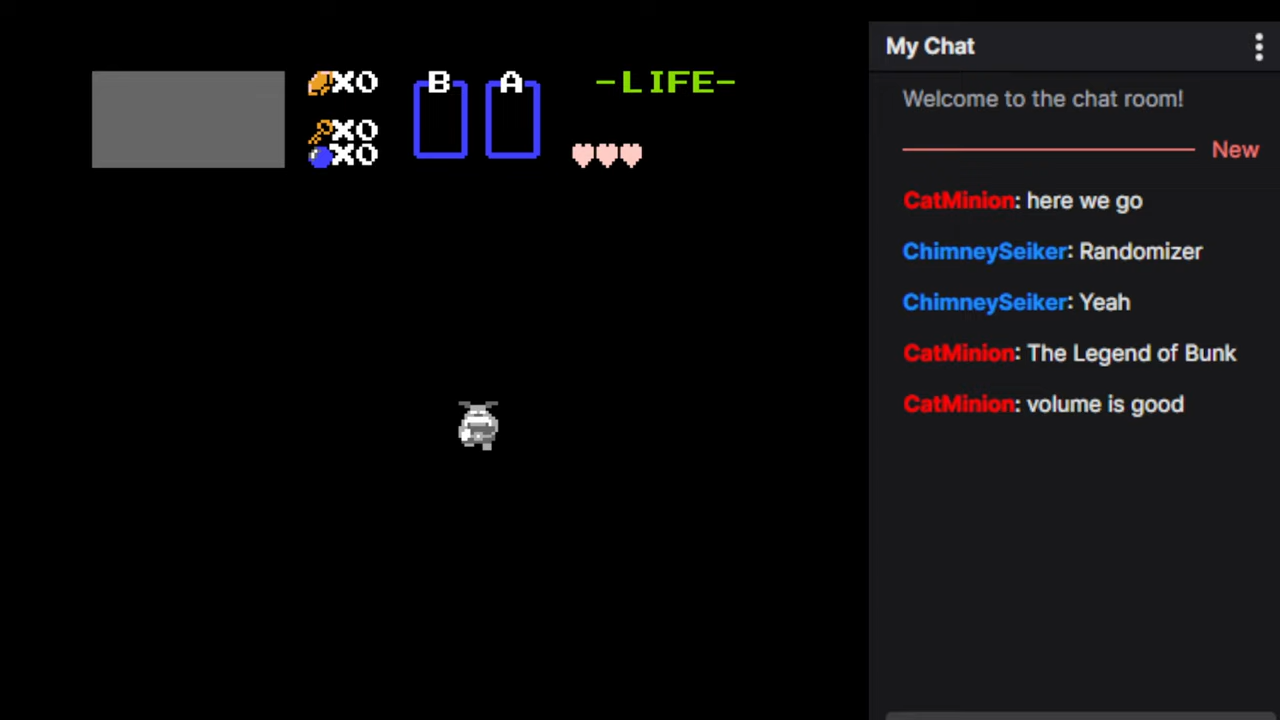 X0
B
A
-LIFE-
X0
X0
My Chat
Welcome to the chat room!
New
CatMinion: here we go
ChimneySeiker: Randomizer
ChimneySeiker: Yeah
CatMinion: The Legend of Bunk
CatMinion: volume is good